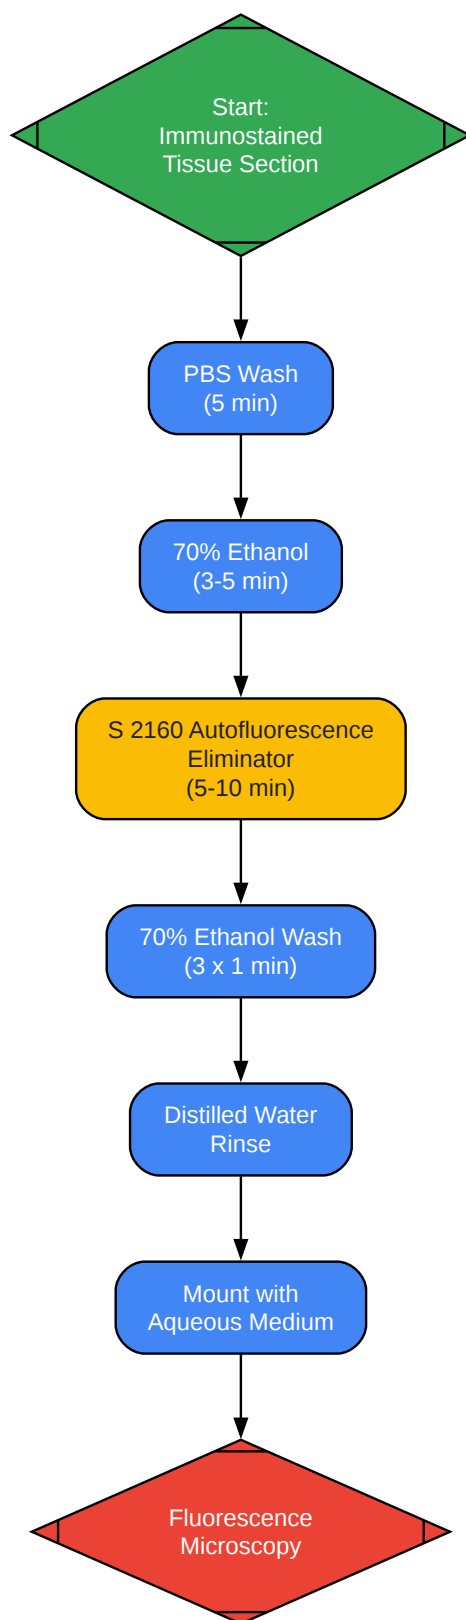 Start:
Immunostained
Tissue Section
PBS Wash
(5 min)
70% Ethanol
(3-5 min)
S 2160 Autofluorescence
Eliminator
(5-10 min)
70% Ethanol Wash
(3 x 1 min)
Distilled Water
Rinse
Mount with
Aqueous Medium
Fluorescence
Microscopy